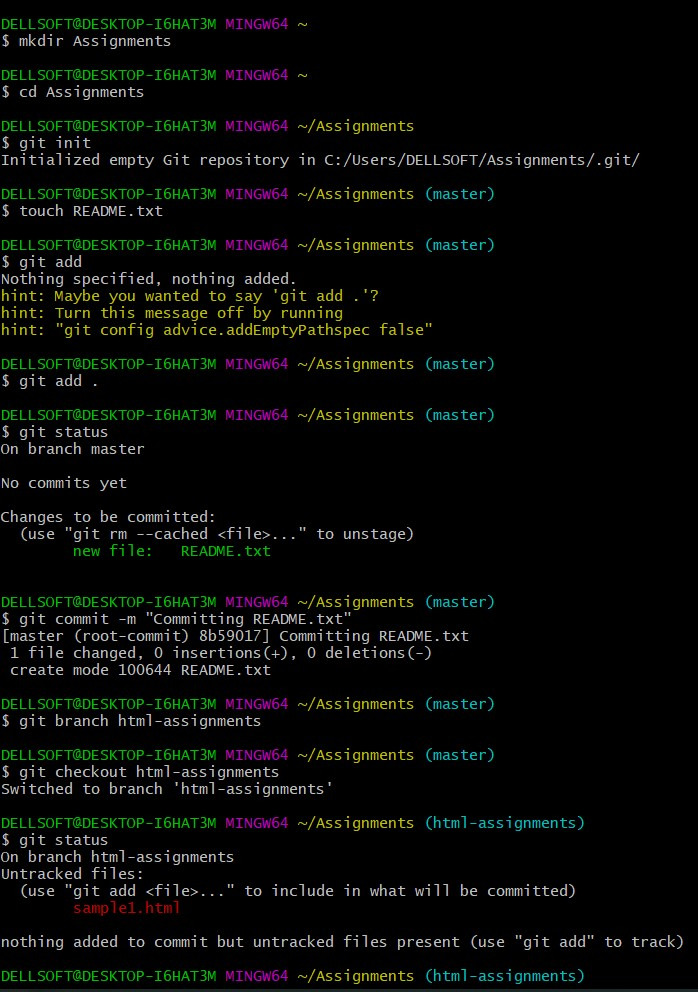 DELLSOFT@DESKTOP-I6HAT3M MINGW64 ~
$ mkdir Assignments
DELLSOFT@DESKTOP-I6HAT3M MINGW64 ~
$ cd Assignments
DELLSOFT@DESKTOP-I6HAT3M MINGW64 ~/Assignments
$ git init
Initialized empty Git repository in C:/Users/DELLSOFT/Assignments/.git/
DELLSOFT@DESKTOP-I6HAT3M MINGW64 ~/Assignments (master)
$ touch README.txt
DELLSOFT@DESKTOP-I6HAT3M MINGW64 ~/Assignments (master)
$ git add
Nothing specified, nothing added.
hint: Maybe you wanted to say 'git add .'?
hint: Turn this message off by running
hint: "git config advice.addEmptyPathspec false"
DELLSOFT@DESKTOP-I6HAT3M MINGW64 ~/Assignments (master)
$ git add .
DELLSOFT@DESKTOP-I6HAT3M MINGW64 ~/Assignments (master)
$ git status
On branch master
No commits yet
Changes to be committed:
  (use "git rm --cached <file>..." to unstage)
        new file:   README.txt
DELLSOFT@DESKTOP-I6HAT3M MINGW64 ~/Assignments (master)
$ git commit -m "Committing README.txt"
[master (root-commit) 8b59017] Committing README.txt
 1 file changed, 0 insertions(+), 0 deletions(-)
 create mode 100644 README.txt
DELLSOFT@DESKTOP-I6HAT3M MINGW64 ~/Assignments (master)
$ git branch html-assignments
DELLSOFT@DESKTOP-I6HAT3M MINGW64 ~/Assignments (master)
$ git checkout html-assignments
Switched to branch 'html-assignments'
DELLSOFT@DESKTOP-I6HAT3M MINGW64 ~/Assignments (html-assignments)
$ git status
On branch html-assignments
Untracked files:
  (use "git add <file>..." to include in what will be committed)
        sample1.html
nothing added to commit but untracked files present (use "git add" to track)
DELLSOFT@DESKTOP-I6HAT3M MINGW64 ~/Assignments (html-assignments)